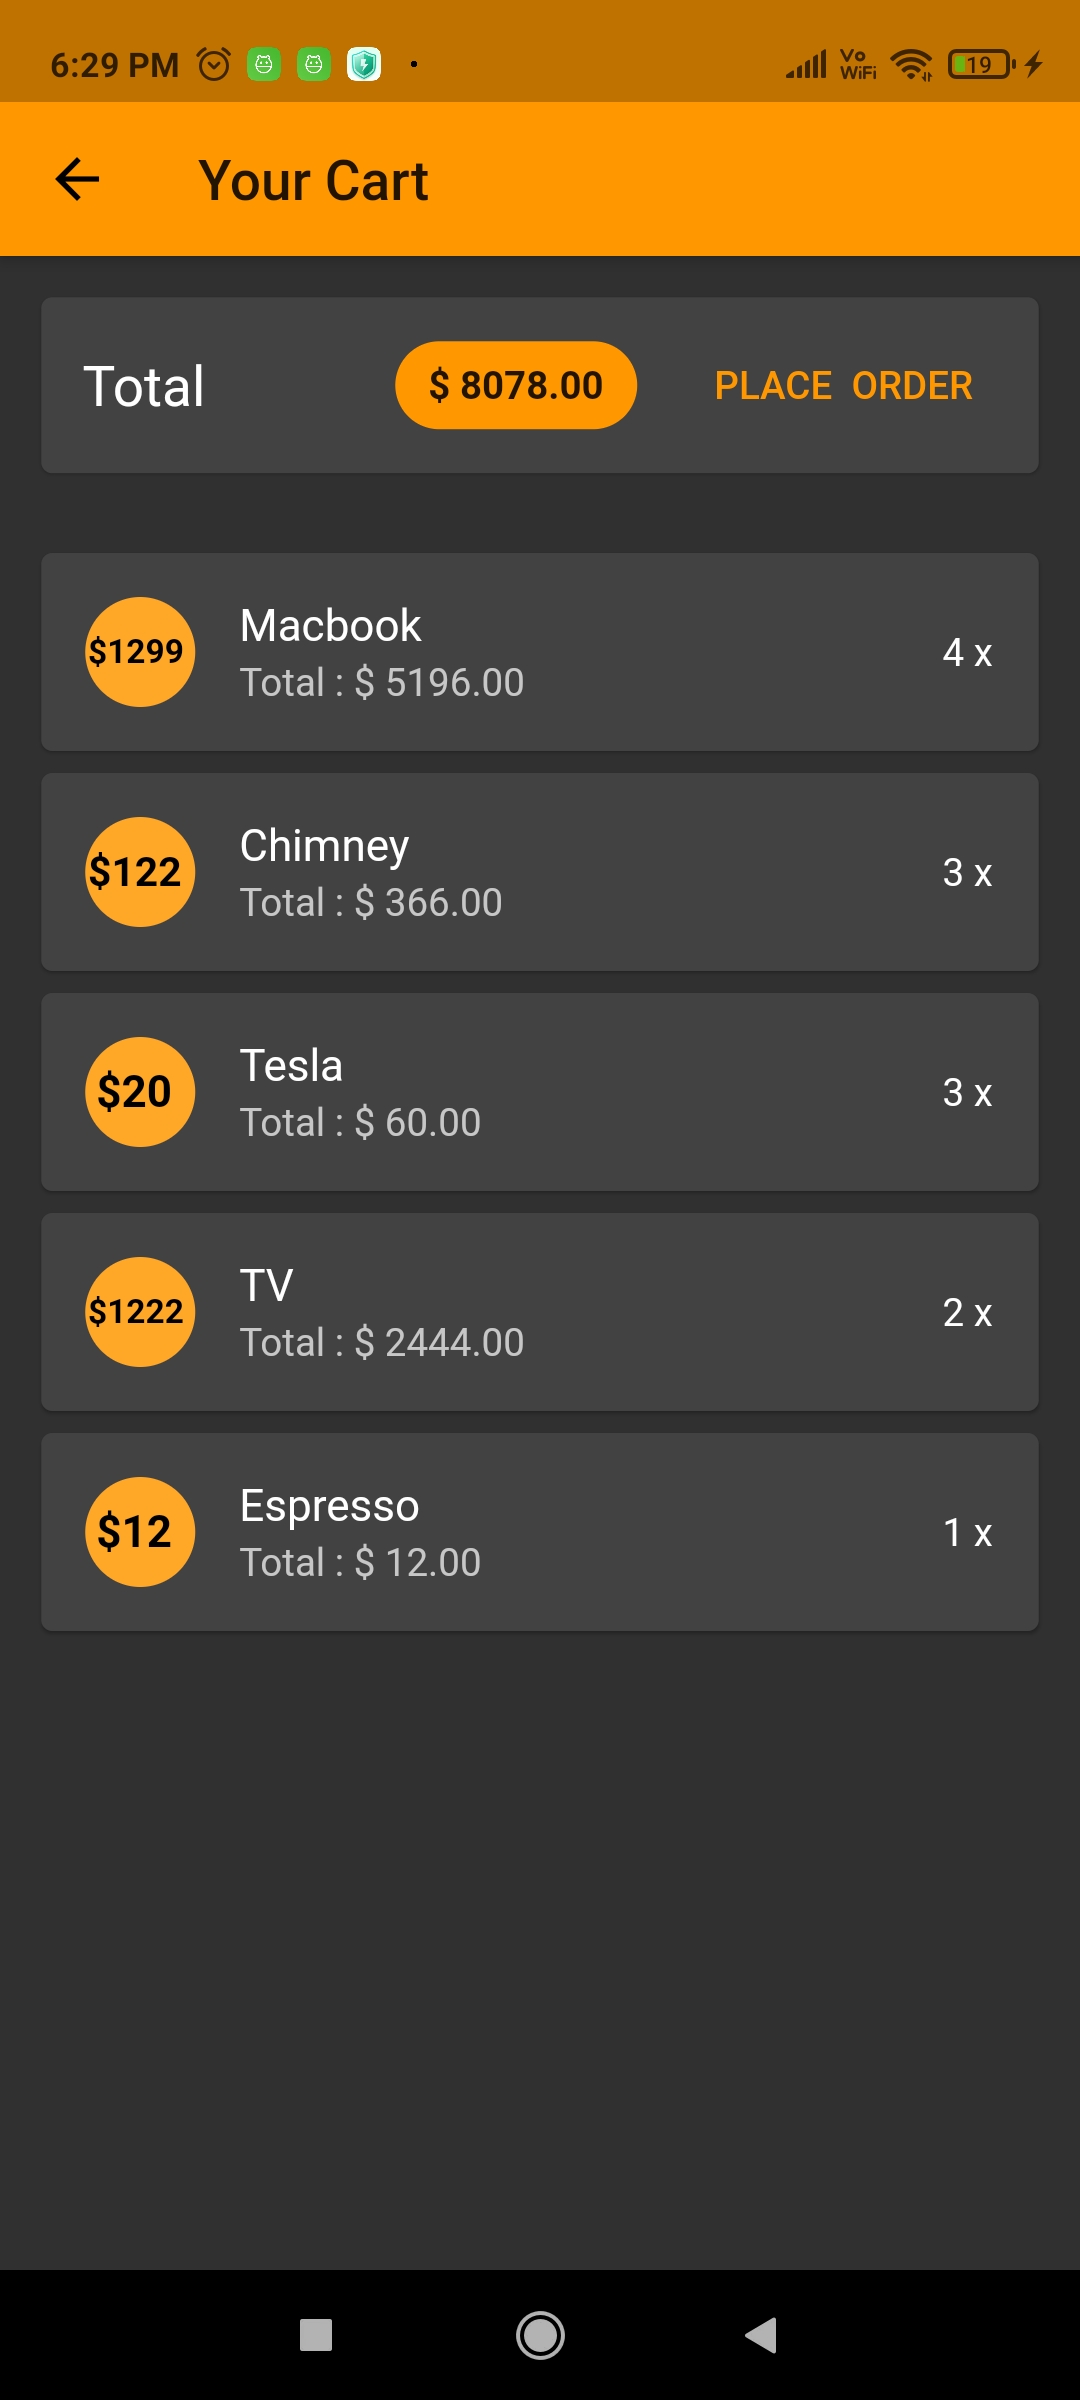 6:29 PM Vo WiFi 19
Your Cart
Total $ 8078.00 PLACE ORDER
$1299 Macbook 4 x
Total : $ 5196.00
$122 Chimney 3 x
Total : $ 366.00
$20 Tesla 3 x
Total : $ 60.00
$1222 TV 2 x
Total : $ 2444.00
$12 Espresso 1 x
Total : $ 12.00